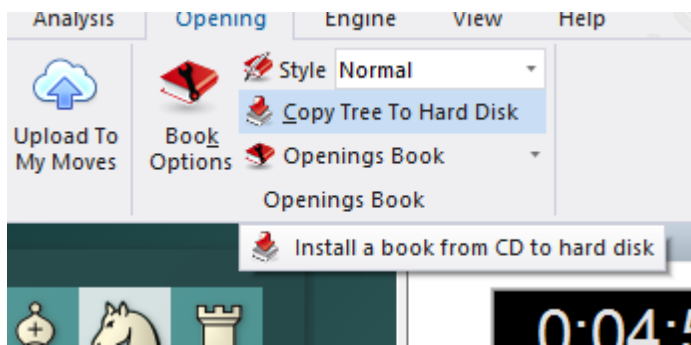 Analysis Opening Engine View Help
Upload To
My Moves
Book
Options
Style Normal
Copy Tree To Hard Disk
Openings Book
Openings Book
Install a book from CD to hard disk